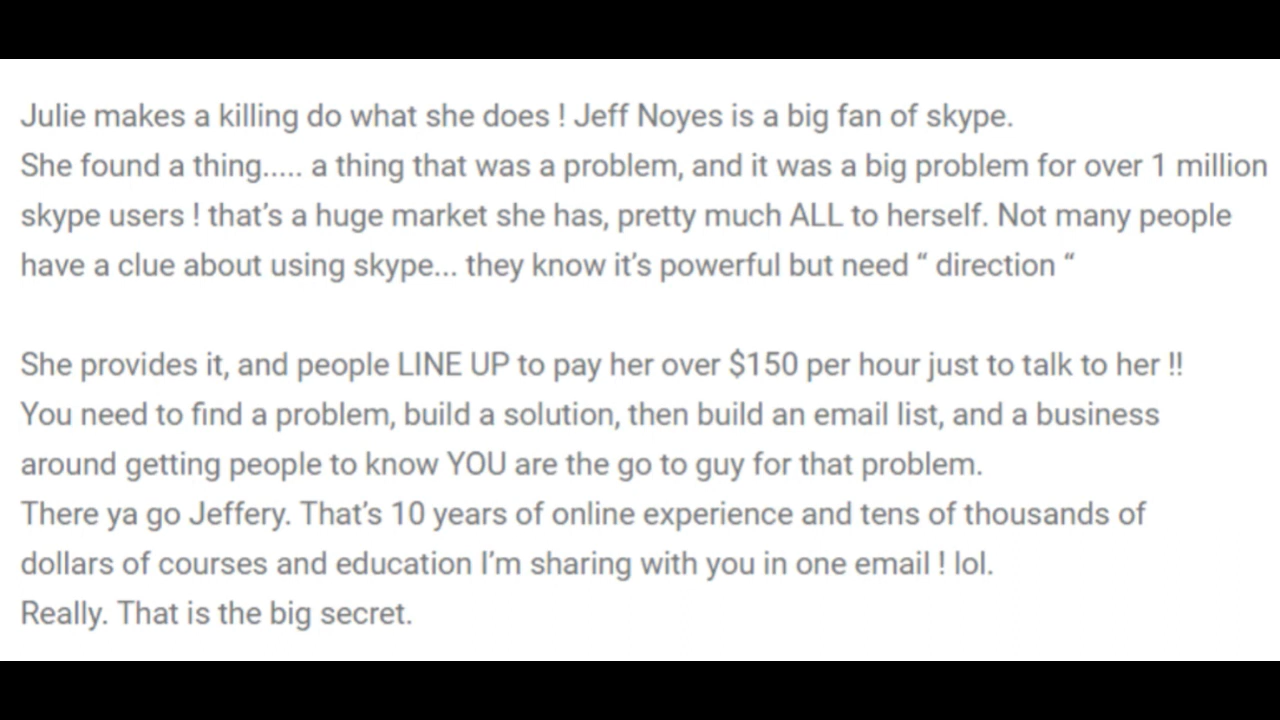 Julie makes a killing do what she does ! Jeff Noyes is a big fan of skype.
She found a thing..... a thing that was a problem, and it was a big problem for over 1 million
skype users ! that’s a huge market she has, pretty much ALL to herself. Not many people
have a clue about using skype... they know it’s powerful but need “ direction “
She provides it, and people LINE UP to pay her over $150 per hour just to talk to her !!
You need to find a problem, build a solution, then build an email list, and a business
around getting people to know YOU are the go to guy for that problem.
There ya go Jeffery. That’s 10 years of online experience and tens of thousands of
dollars of courses and education I’m sharing with you in one email ! lol.
Really. That is the big secret.